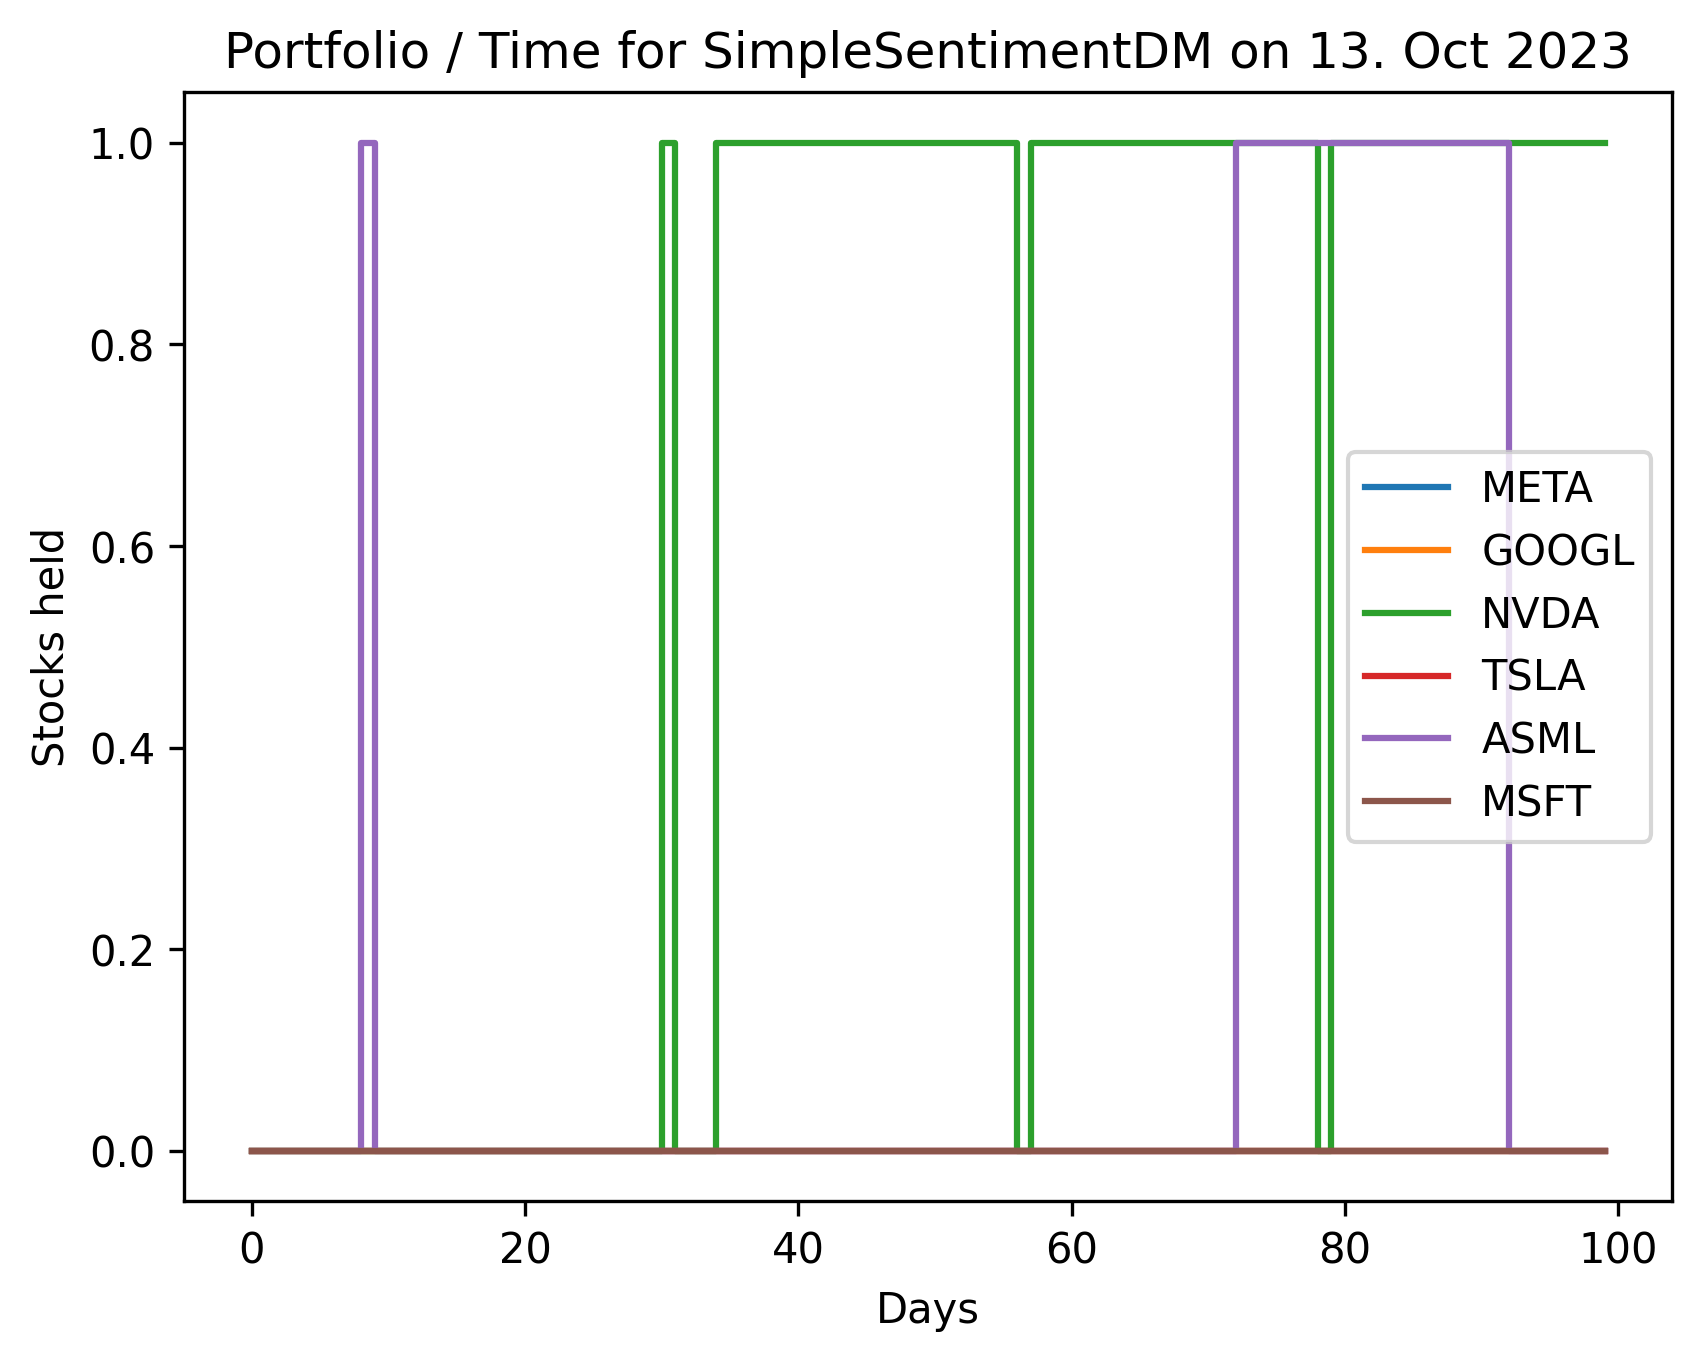 Portfolio / Time for SimpleSentimentDM on 13. Oct 2023
1.0
0.8
0.6
0.4
0.2
0.0
Stocks held
META
GOOGL
NVDA
TSLA
ASML
MSFT
0 20 40 60 80 100
Days